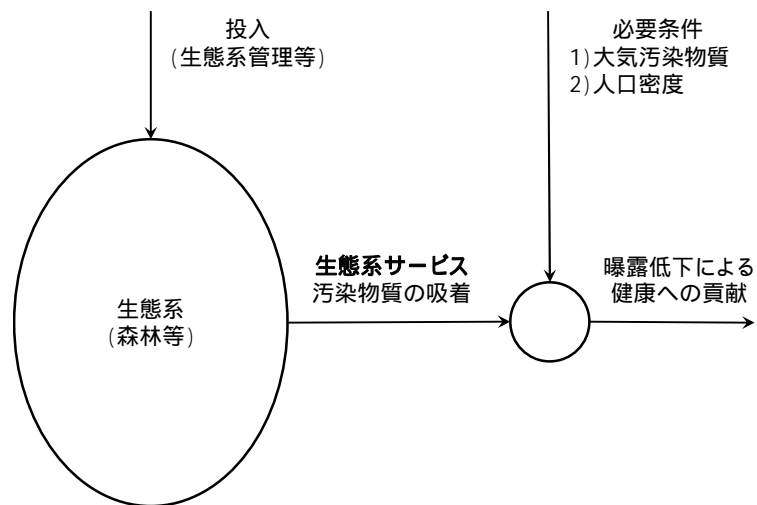 投入
(生態系管理等)
必要条件
1)大気汚染物質
2)人口密度
生態系サービス
汚染物質の吸着
曝露低下による
健康への貢献
生態系
(森林等)